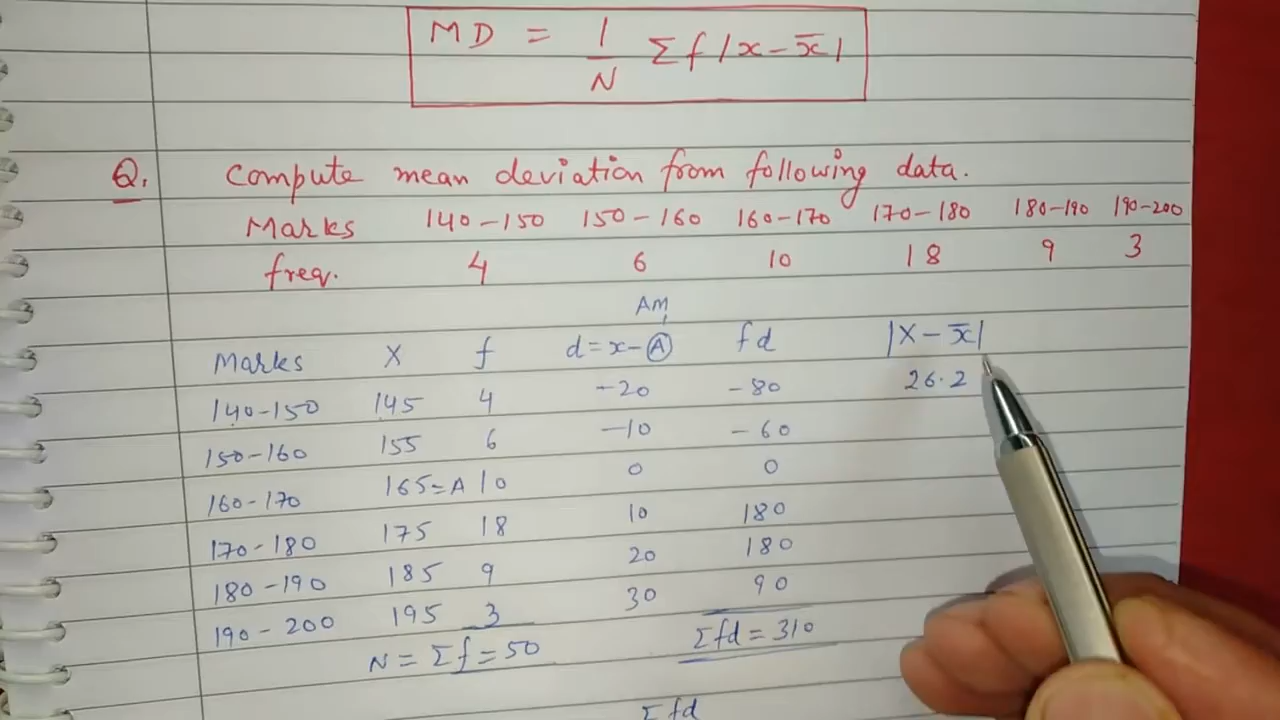 MD = 1/N Σf|x-x̄|
Q. Compute mean deviation from following data.
Marks 140-150 150-160 160-170 170-180 180-190 190-200
freq. 4 6 10 18 9 3
AM
Marks X f d=x-A fd |X-x̄|
140-150 145 4 -20 -80 26.2
150-160 155 6 -10 -60
160-170 165=A 10 0 0
170-180 175 18 10 180
180-190 185 9 20 180
190-200 195 3 30 90
N = Σf = 50 Σfd = 310
Σfd